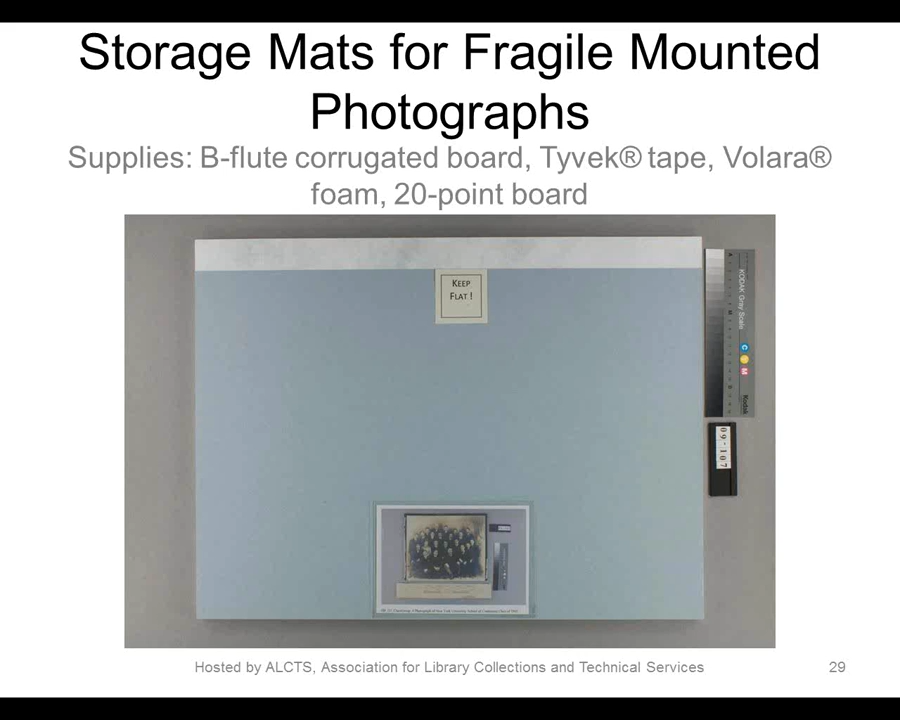 Storage Mats for Fragile Mounted
Photographs
Supplies: B-flute corrugated board, Tyvek® tape, Volara®
foam, 20-point board
KEEP
FLAT !
KODAK Gray Scale
C
Y
M
Kodak
09-107
Hosted by ALCTS, Association for Library Collections and Technical Services
29